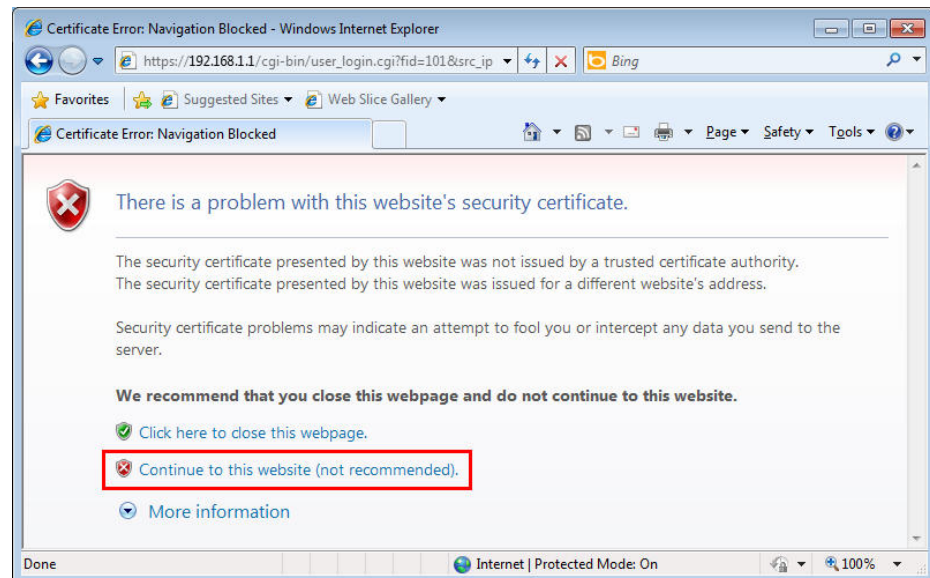 Certificate Error: Navigation Blocked - Windows Internet Explorer
https://192.168.1.1/cgi-bin/user_login.cgi?fid=101&src_ip
Bing
Favorites Suggested Sites Web Slice Gallery
Certificate Error: Navigation Blocked Page Safety Tools
There is a problem with this website's security certificate.
The security certificate presented by this website was not issued by a trusted certificate authority.
The security certificate presented by this website was issued for a different website's address.
Security certificate problems may indicate an attempt to fool you or intercept any data you send to the
server.
We recommend that you close this webpage and do not continue to this website.
Click here to close this webpage.
Continue to this website (not recommended).
More information
Done Internet | Protected Mode: On 100%